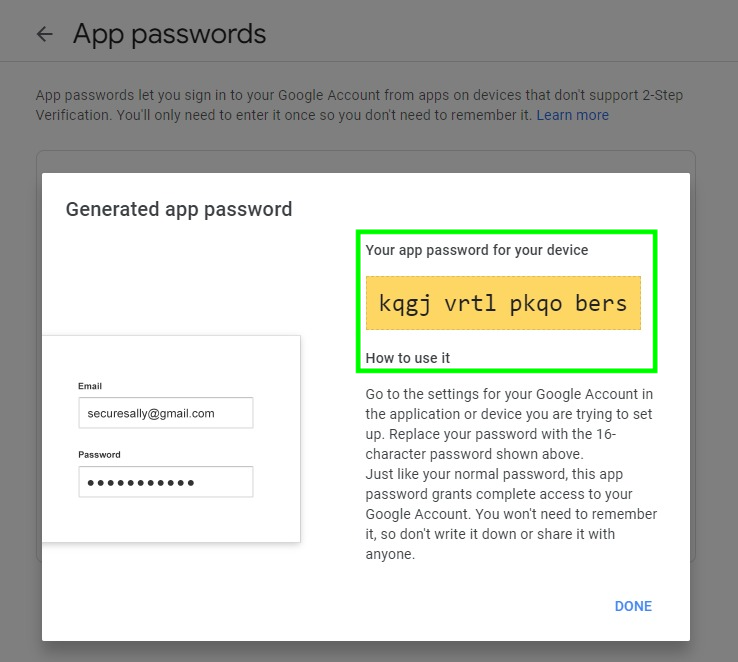 App passwords
App passwords let you sign in to your Google Account from apps on devices that don't support 2-Step
Verification. You'll only need to enter it once so you don't need to remember it. Learn more
Generated app password
Email
securesally@gmail.com
Password
•••••••••••
Your app password for your device
kqgj vrtl pkqo bers
How to use it
Go to the settings for your Google Account in
the application or device you are trying to set
up. Replace your password with the 16-
character password shown above.
Just like your normal password, this app
password grants complete access to your
Google Account. You won't need to remember
it, so don't write it down or share it with
anyone.
DONE